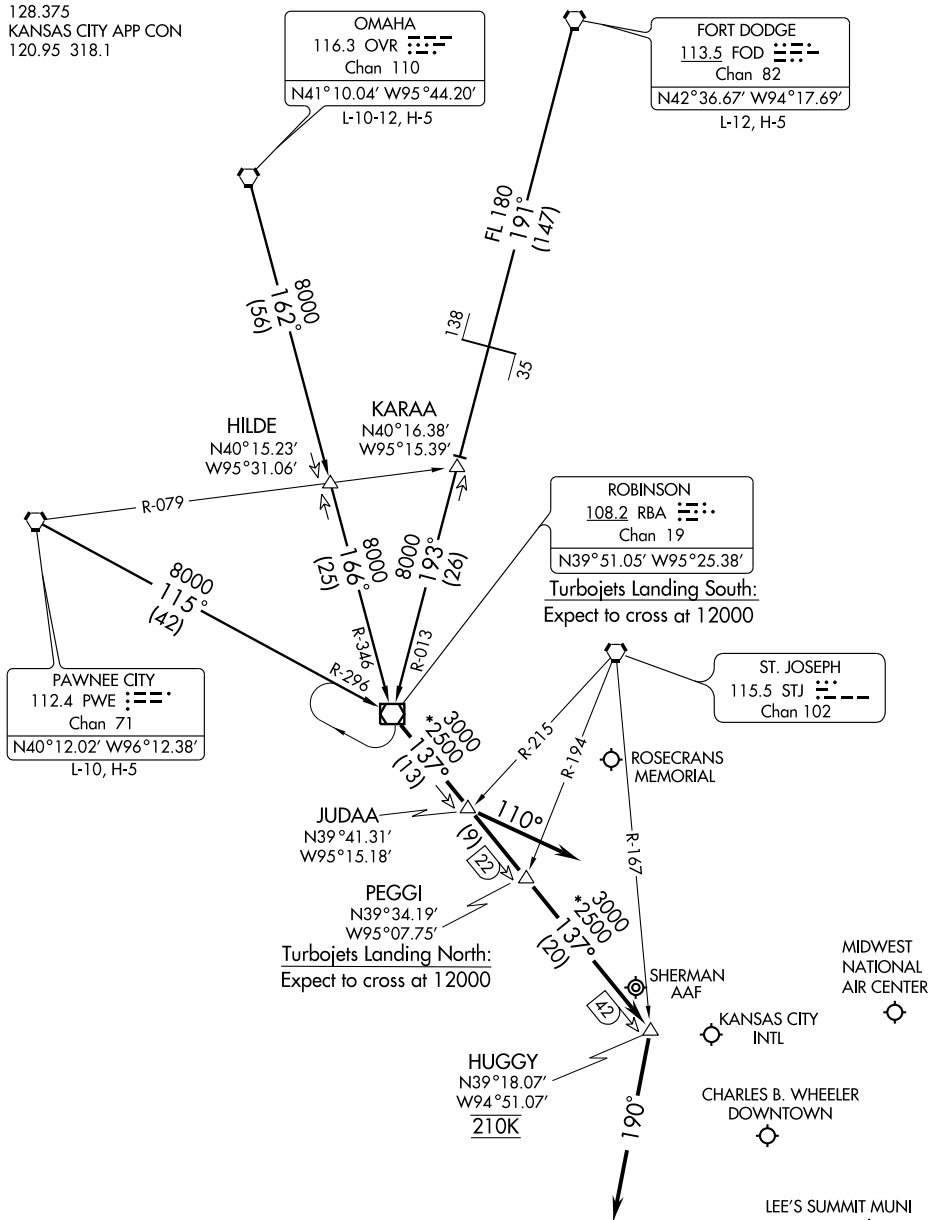 128.375
KANSAS CITY APP CON
120.95 318.1
OMAHA
116.3 OVR
Chan 110
N41°10.04' W95°44.20'
L-10-12, H-5
FORT DODGE
113.5 FOD
Chan 82
N42°36.67' W94°17.69'
L-12, H-5
FL 180
191°
(147)
8000
162°
(56)
138
35
HILDE
N40°15.23'
W95°31.06'
KARAA
N40°16.38'
W95°15.39'
R-079
ROBINSON
108.2 RBA
Chan 19
N39°51.05' W95°25.38'
Turbojets Landing South:
Expect to cross at 12000
8000
166°
(25)
8000
193°
(26)
8000
115°
(42)
R-346
R-013
R-296
PAWNEE CITY
112.4 PWE
Chan 71
N40°12.02' W96°12.38'
L-10, H-5
ST. JOSEPH
115.5 STJ
Chan 102
R-215
R-194
R-167
ROSECRANS
MEMORIAL
3000
*2500
137°
(13)
JUDAA
N39°41.31'
W95°15.18'
110°
(9)
22
PEGGI
N39°34.19'
W95°07.75'
Turbojets Landing North:
Expect to cross at 12000
3000
*2500
137°
(20)
SHERMAN
AAF
42
MIDWEST
NATIONAL
AIR CENTER
KANSAS CITY
INTL
HUGGY
N39°18.07'
W94°51.07'
210K
CHARLES B. WHEELER
DOWNTOWN
190°
LEE'S SUMMIT MUNI